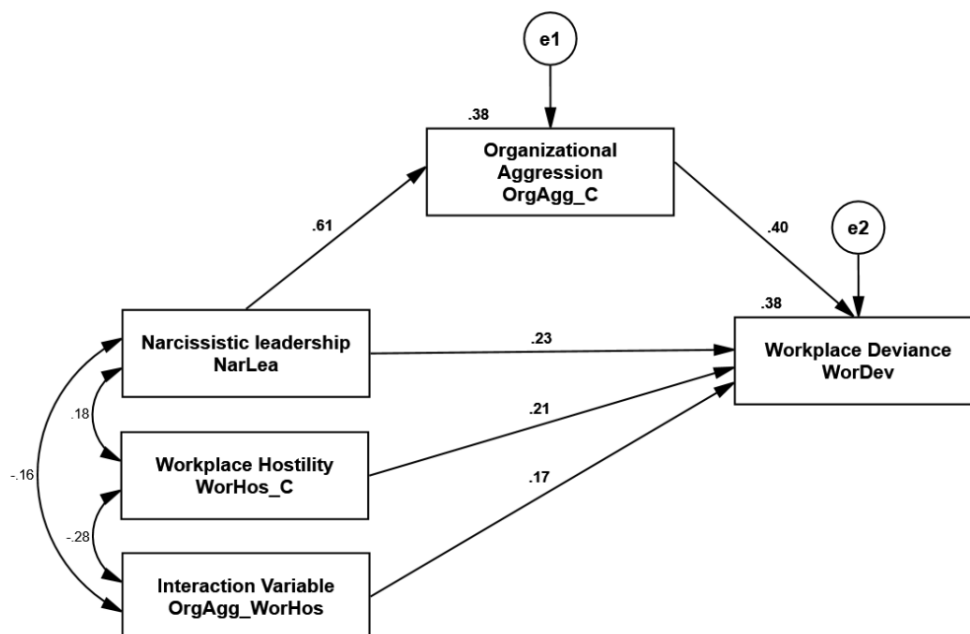 e1
.38
Organizational
Aggression
OrgAgg_C
.61
.40
e2
.38
Narcissistic leadership
NarLea
.23
Workplace Deviance
WorDev
.18
.21
-.16
Workplace Hostility
WorHos_C
.17
-.28
Interaction Variable
OrgAgg_WorHos